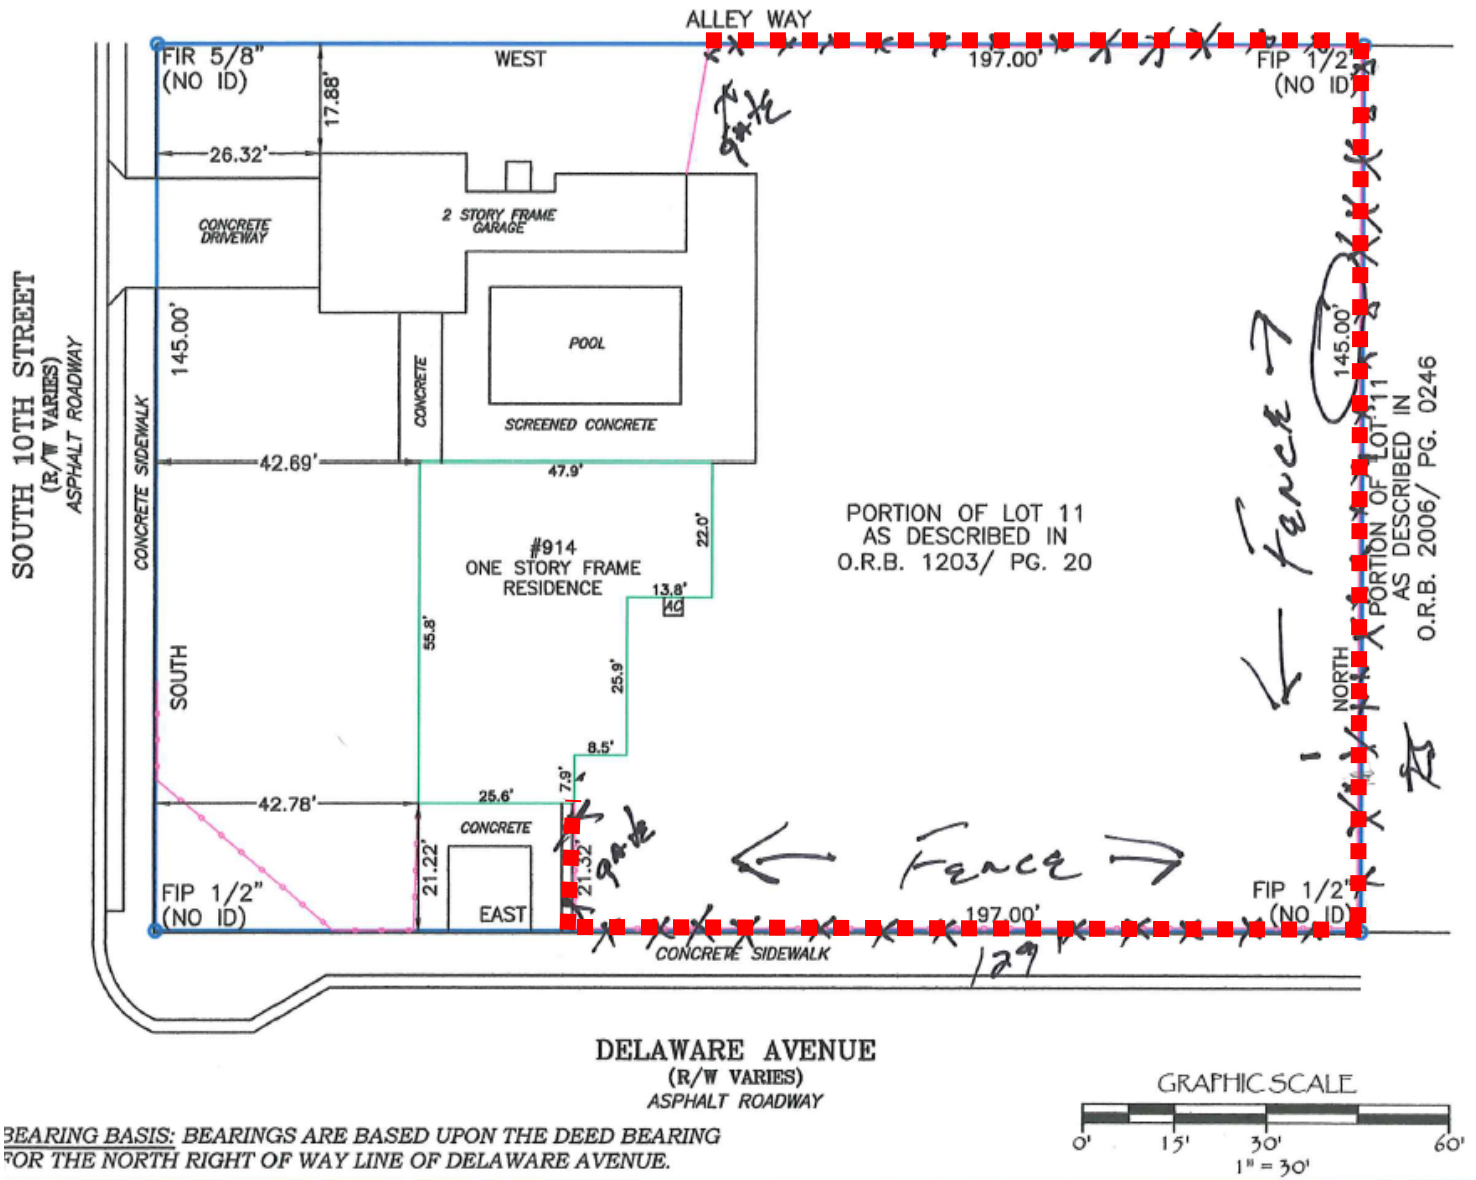 ALLEY WAY
FIR 5/8"
(NO ID)
WEST
197.00'
FIP 1/2"
(NO ID)
17.88'
gate
26.32'
CONCRETE
DRIVEWAY
2 STORY FRAME
GARAGE
SOUTH 10TH STREET
(R/W VARIES)
ASPHALT ROADWAY
145.00'
CONCRETE
POOL
SCREENED CONCRETE
CONCRETE SIDEWALK
42.69'
47.9'
Fence
145.00'
PORTION OF LOT 11
AS DESCRIBED IN
O.R.B. 2006/ PG. 0246
PORTION OF LOT 11
AS DESCRIBED IN
O.R.B. 1203/ PG. 20
#914
ONE STORY FRAME
RESIDENCE
22.0'
13.8'
AC
55.8'
25.9'
SOUTH
NORTH
8.5'
7.9'
42.78'
25.6'
CONCRETE
21.22'
21.32'
gate
Fence
FIP 1/2"
(NO ID)
EAST
197.00'
FIP 1/2"
(NO ID)
CONCRETE SIDEWALK
129
DELAWARE AVENUE
(R/W VARIES)
ASPHALT ROADWAY
GRAPHIC SCALE
0' 15' 30' 60'
1" = 30'
BEARING BASIS: BEARINGS ARE BASED UPON THE DEED BEARING
FOR THE NORTH RIGHT OF WAY LINE OF DELAWARE AVENUE.